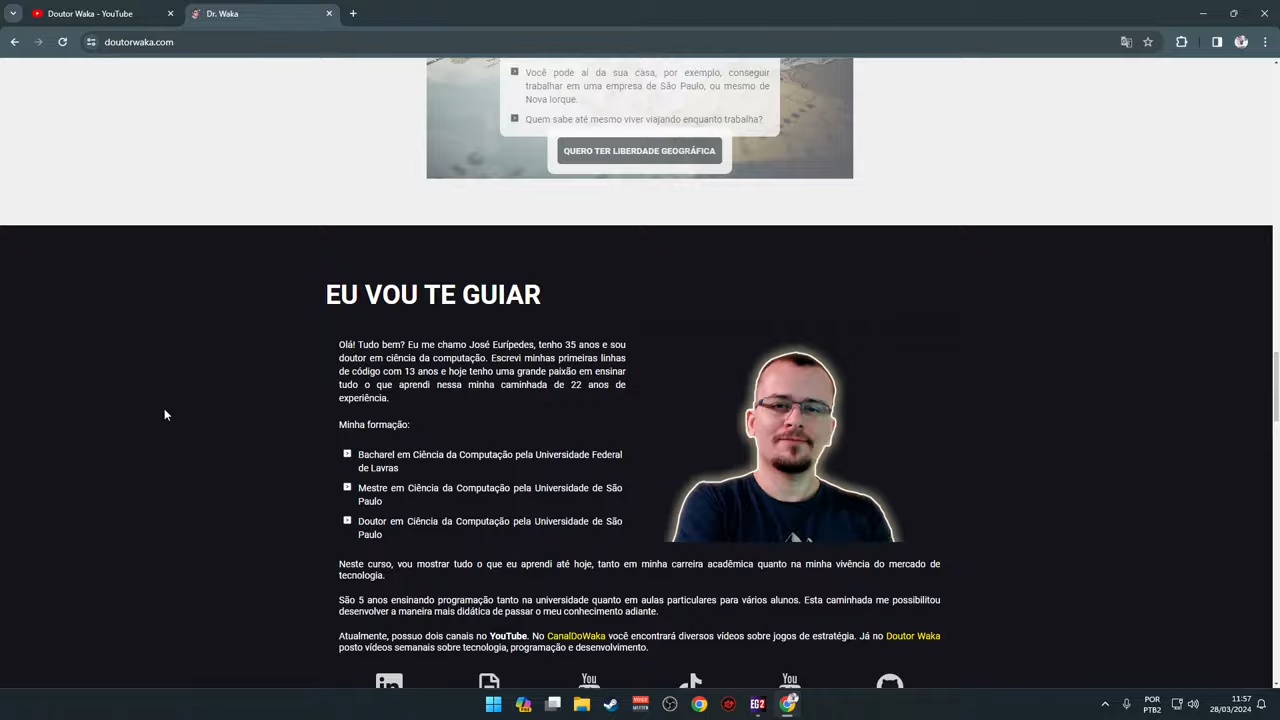 Doutor Waka - YouTube
Dr. Waka
doutorwaka.com
Você pode aí da sua casa, por exemplo, conseguir
trabalhar em uma empresa de São Paulo, ou mesmo de
Nova Iorque.
Quem sabe até mesmo viver viajando enquanto trabalha?
QUERO TER LIBERDADE GEOGRÁFICA
EU VOU TE GUIAR
Olá! Tudo bem? Eu me chamo José Eurípedes, tenho 35 anos e sou
doutor em ciência da computação. Escrevi minhas primeiras linhas
de código com 13 anos e hoje tenho uma grande paixão em ensinar
tudo o que aprendi nessa minha caminhada de 22 anos de
experiência.
Minha formação:
Bacharel em Ciência da Computação pela Universidade Federal
de Lavras
Mestre em Ciência da Computação pela Universidade de São
Paulo
Doutor em Ciência da Computação pela Universidade de São
Paulo
Neste curso, vou mostrar tudo o que eu aprendi até hoje, tanto em minha carreira acadêmica quanto na minha vivência do mercado de
tecnologia.
São 5 anos ensinando programação tanto na universidade quanto em aulas particulares para vários alunos. Esta caminhada me possibilitou
desenvolver a maneira mais didática de passar o meu conhecimento adiante.
Atualmente, possuo dois canais no YouTube. No CanalDoWaka você encontrará diversos vídeos sobre jogos de estratégia. Já no Doutor Waka
posto vídeos semanais sobre tecnologia, programação e desenvolvimento.
You
You
EG2
POR
PTB2
11:57
28/03/2024